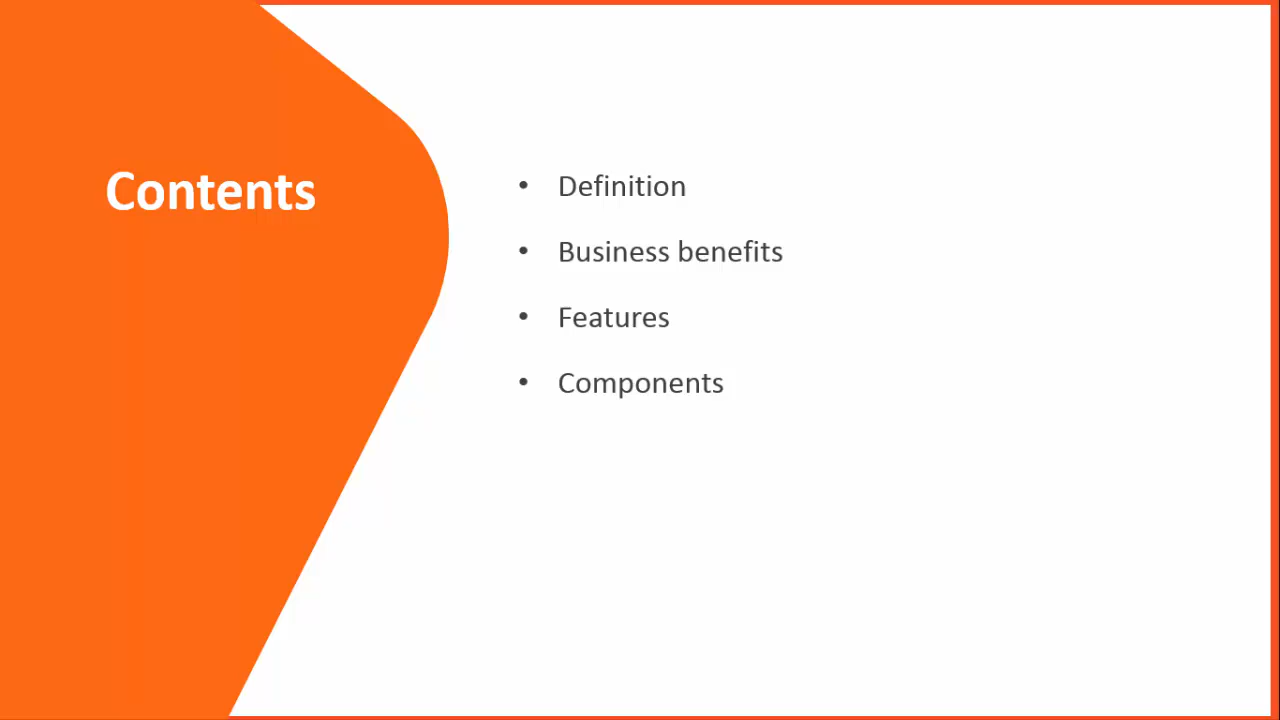 Contents
• Definition
• Business benefits
• Features
• Components